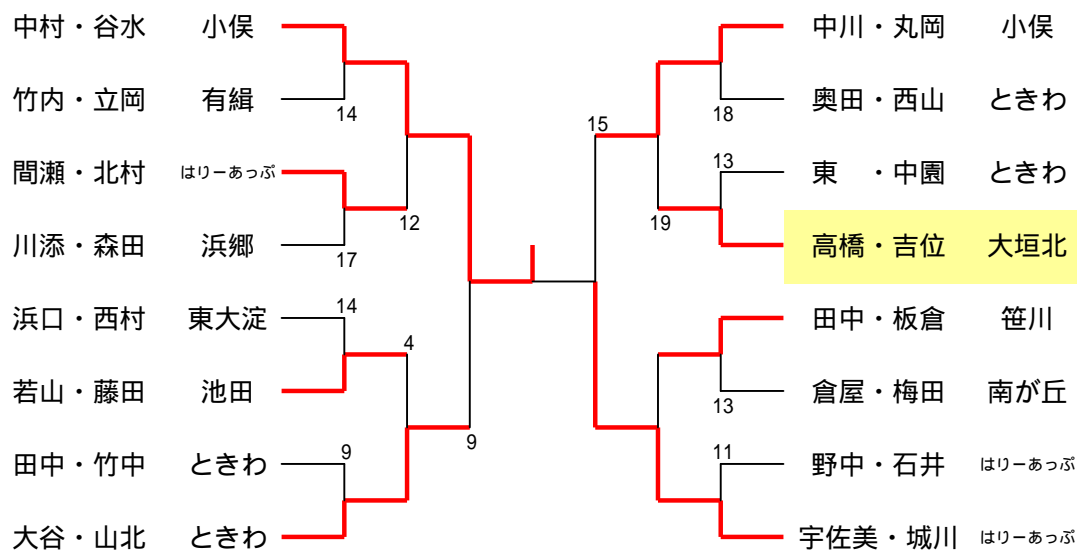 中村・谷水 小俣
竹内・立岡 有緝
14
間瀬・北村 はりーあっぷ
12
川添・森田 浜郷
17
浜口・西村 東大淀
14
4
若山・藤田 池田
田中・竹中 ときわ
9
9
大谷・山北 ときわ
中川・丸岡 小俣
奥田・西山 ときわ
18
15
東 ・中園 ときわ
13
19
高橋・吉位 大垣北
田中・板倉 笹川
倉屋・梅田 南が丘
13
野中・石井 はりーあっぷ
11
宇佐美・城川 はりーあっぷ